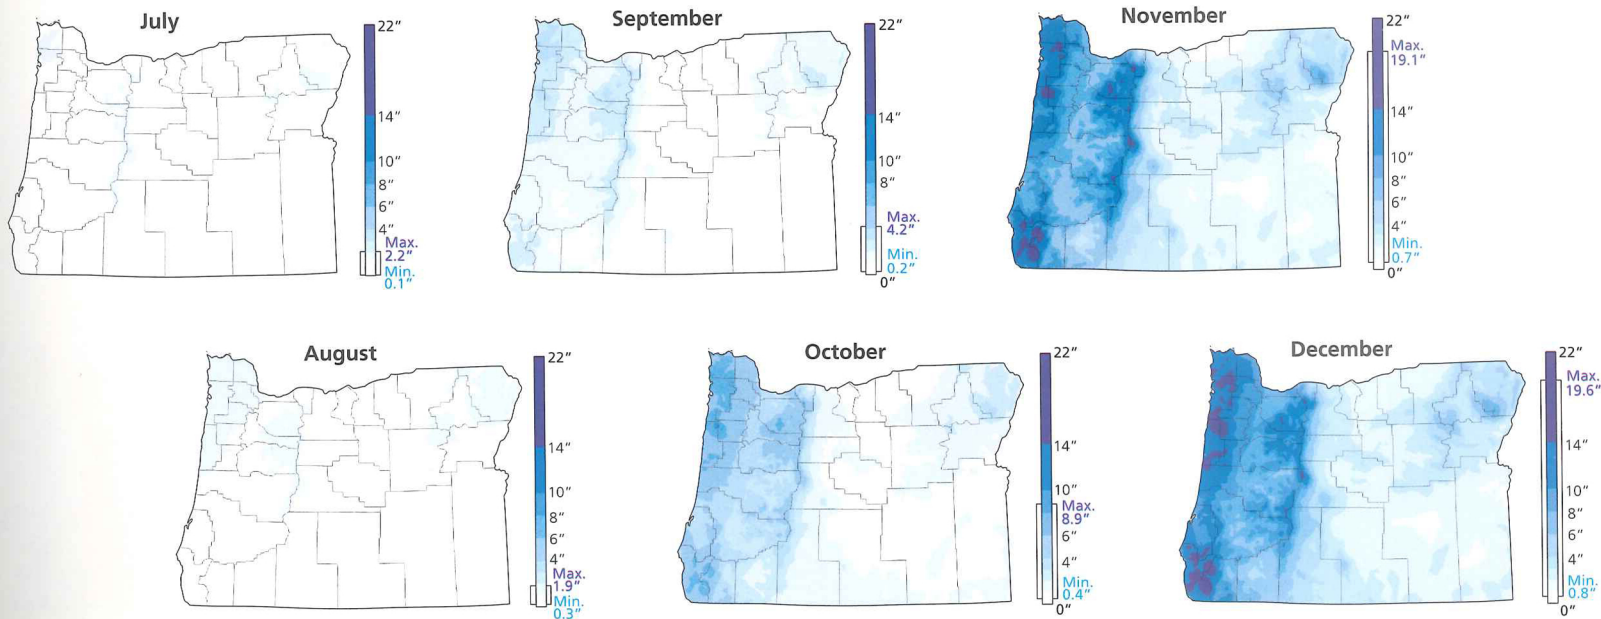 July
22"
14"
10"
8"
6"
4"
Max.
2.2"
Min.
0.1"
September
22"
14"
10"
8"
Max.
4.2"
Min.
0.2"
0"
November
22"
Max.
19.1"
14"
10"
8"
6"
4"
Min.
0.7"
0"
August
22"
14"
10"
8"
6"
4"
Max.
1.9"
Min.
0.3"
October
22"
14"
10"
Max.
8.9"
6"
4"
Min.
0.4"
0"
December
22"
Max.
19.6"
14"
10"
8"
6"
4"
Min.
0.8"
0"